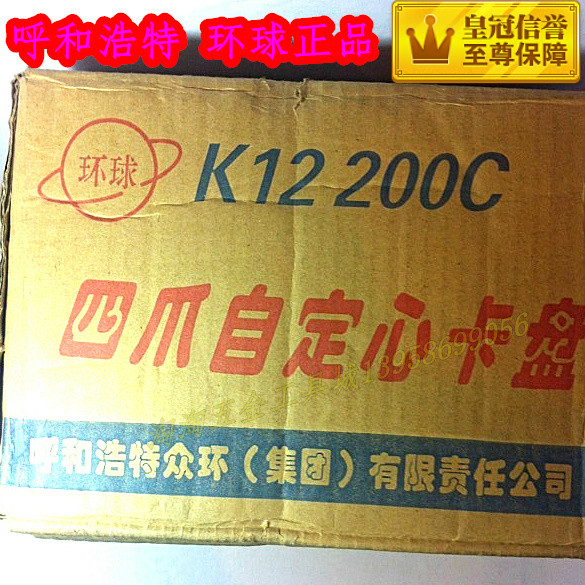 呼和浩特 环球正品
皇冠信誉
至尊保障
环球
K12 200C
四爪自定心卡盘
13958699056
呼和浩特众环（集团）有限责任公司